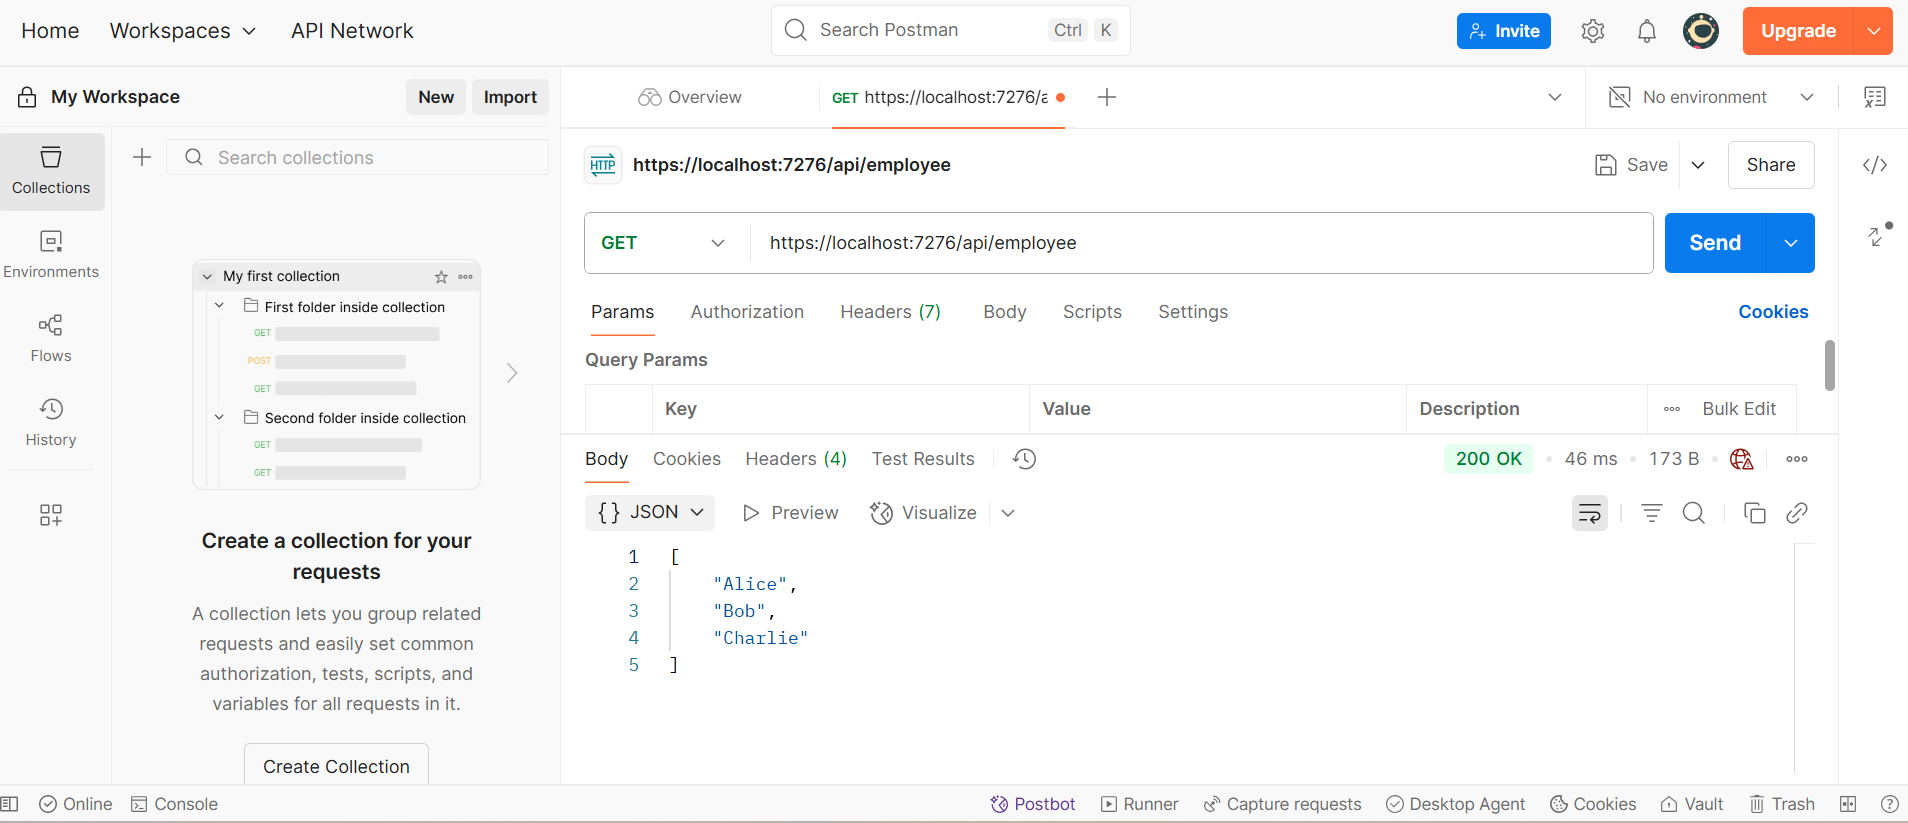 Home Workspaces API Network Search Postman Ctrl K Invite Upgrade
My Workspace New Import Overview GET https://localhost:7276/a No environment
Collections
Environments
Flows
History
Search collections
My first collection
First folder inside collection
GET
POST
GET
Second folder inside collection
GET
GET
Create a collection for your
requests
A collection lets you group related
requests and easily set common
authorization, tests, scripts, and
variables for all requests in it.
Create Collection
HTTP https://localhost:7276/api/employee Save Share
GET https://localhost:7276/api/employee Send
Params Authorization Headers (7) Body Scripts Settings Cookies
Query Params
Key Value Description Bulk Edit
Body Cookies Headers (4) Test Results 200 OK 46 ms 173 B
{} JSON Preview Visualize
1 [
2 "Alice",
3 "Bob",
4 "Charlie"
5 ]
Online Console Postbot Runner Capture requests Desktop Agent Cookies Vault Trash